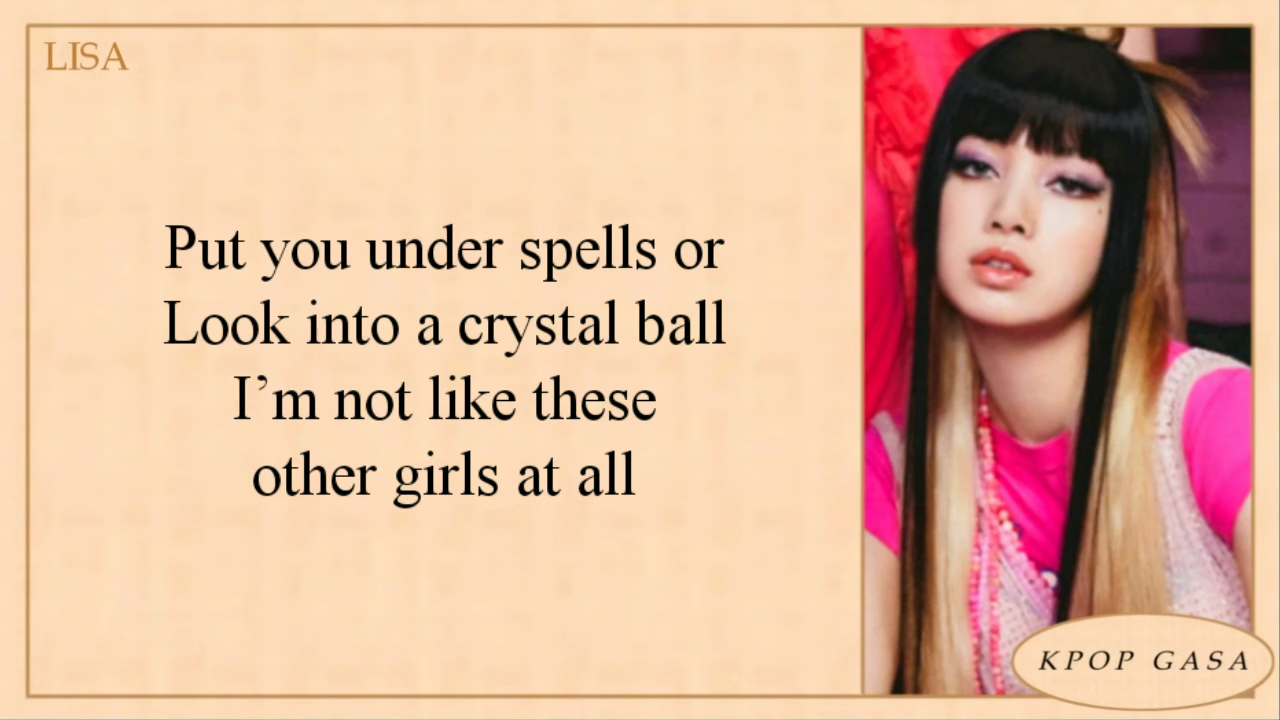 LISA
Put you under spells or
Look into a crystal ball
I’m not like these
other girls at all
KPOP GASA